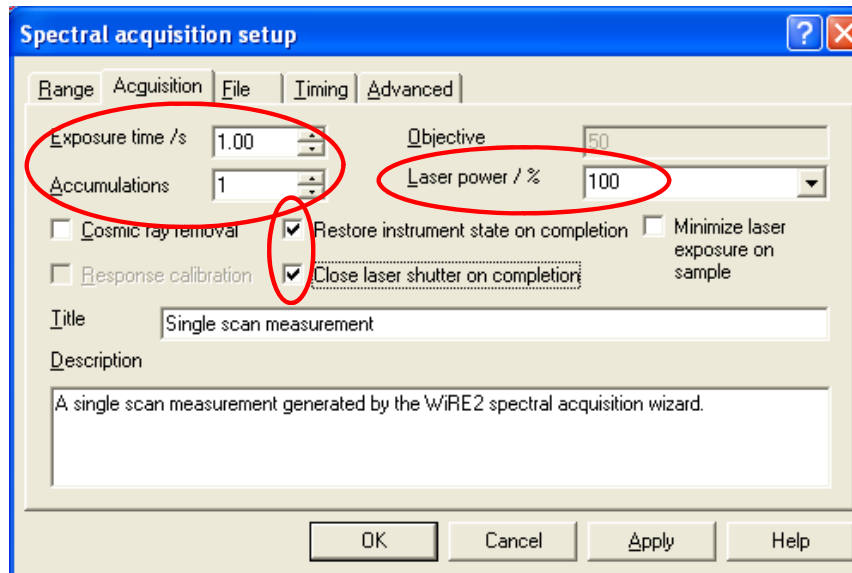 Spectral acquisition setup
Range Acguisition File Timing Advanced
Exposure time /s 1.00 Objective 50
Accumulations 1 Laser power / % 100
Cosmic ray removal Restore instrument state on completion Minimize laser
exposure on
sample
Response calibration Close laser shutter on completion
Title Single scan measurement
Description
A single scan measurement generated by the WiRE2 spectral acquisition wizard.
OK Cancel Apply Help